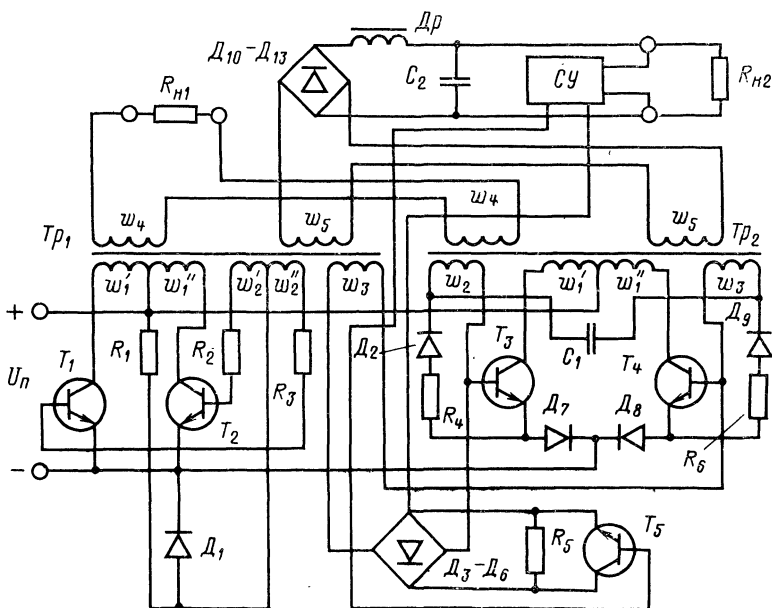 Др
Д10–Д13
C2
СУ
Rн2
Rн1
w4
w5
w4
w5
Тр1
Тр2
w1′
w1″
w2′
w2″
w3
w2
w1′
w1″
w3
+
R1
R2
R3
Д2
C1
T3
T4
Д9
Uп
T1
T2
R4
Д7
Д8
R6
–
Д1
Д3–Д6
R5
T5